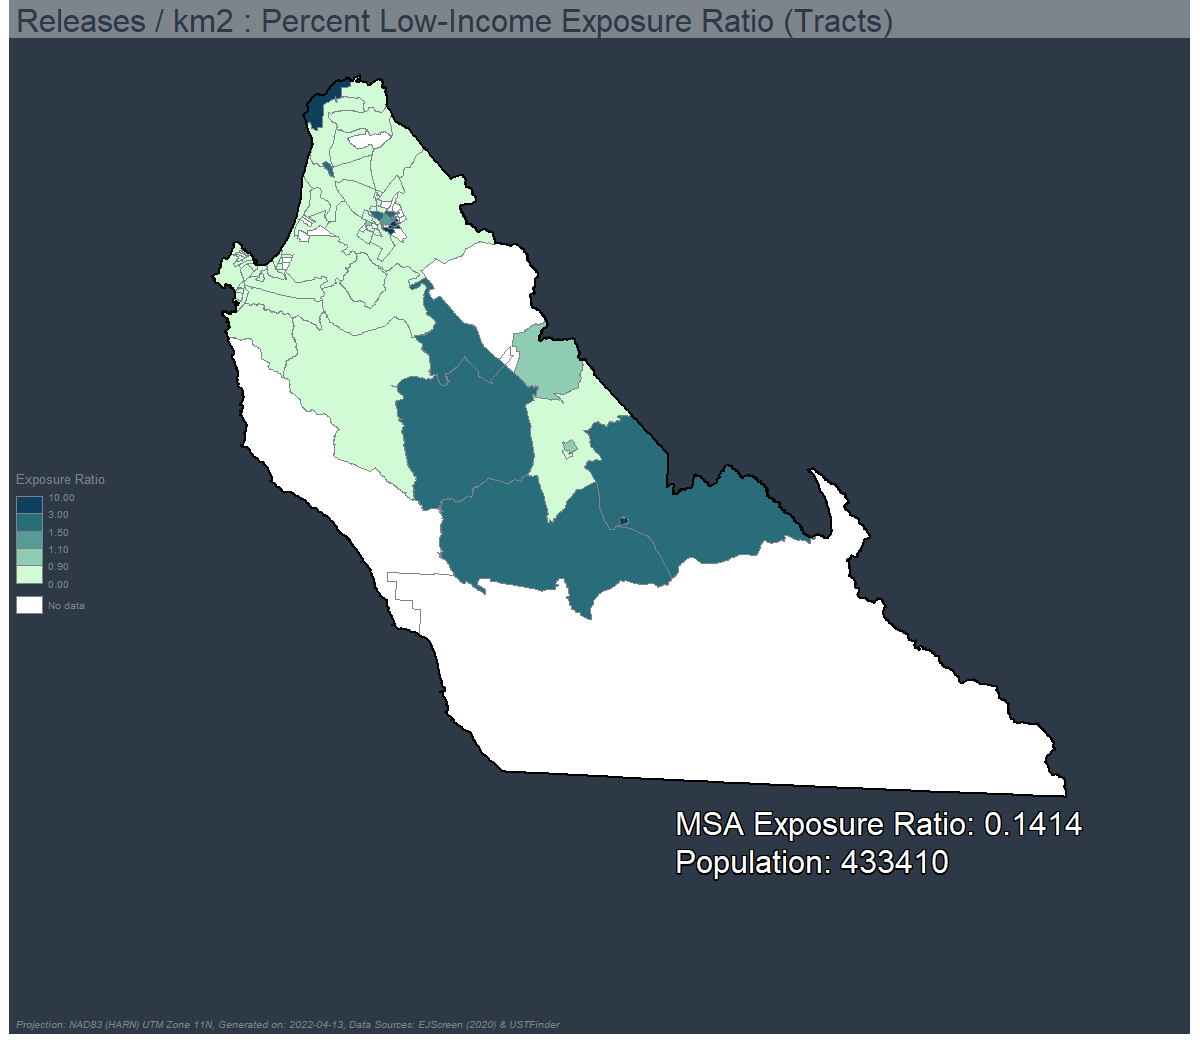 Releases / km2 : Percent Low-Income Exposure Ratio (Tracts)
Exposure Ratio
10.00
3.00
1.50
1.10
0.90
0.00
No data
MSA Exposure Ratio: 0.1414
Population: 433410
Projection: NAD83 (HARN) UTM Zone 11N, Generated on: 2022-04-13, Data Sources: EJScreen (2020) & USTFinder